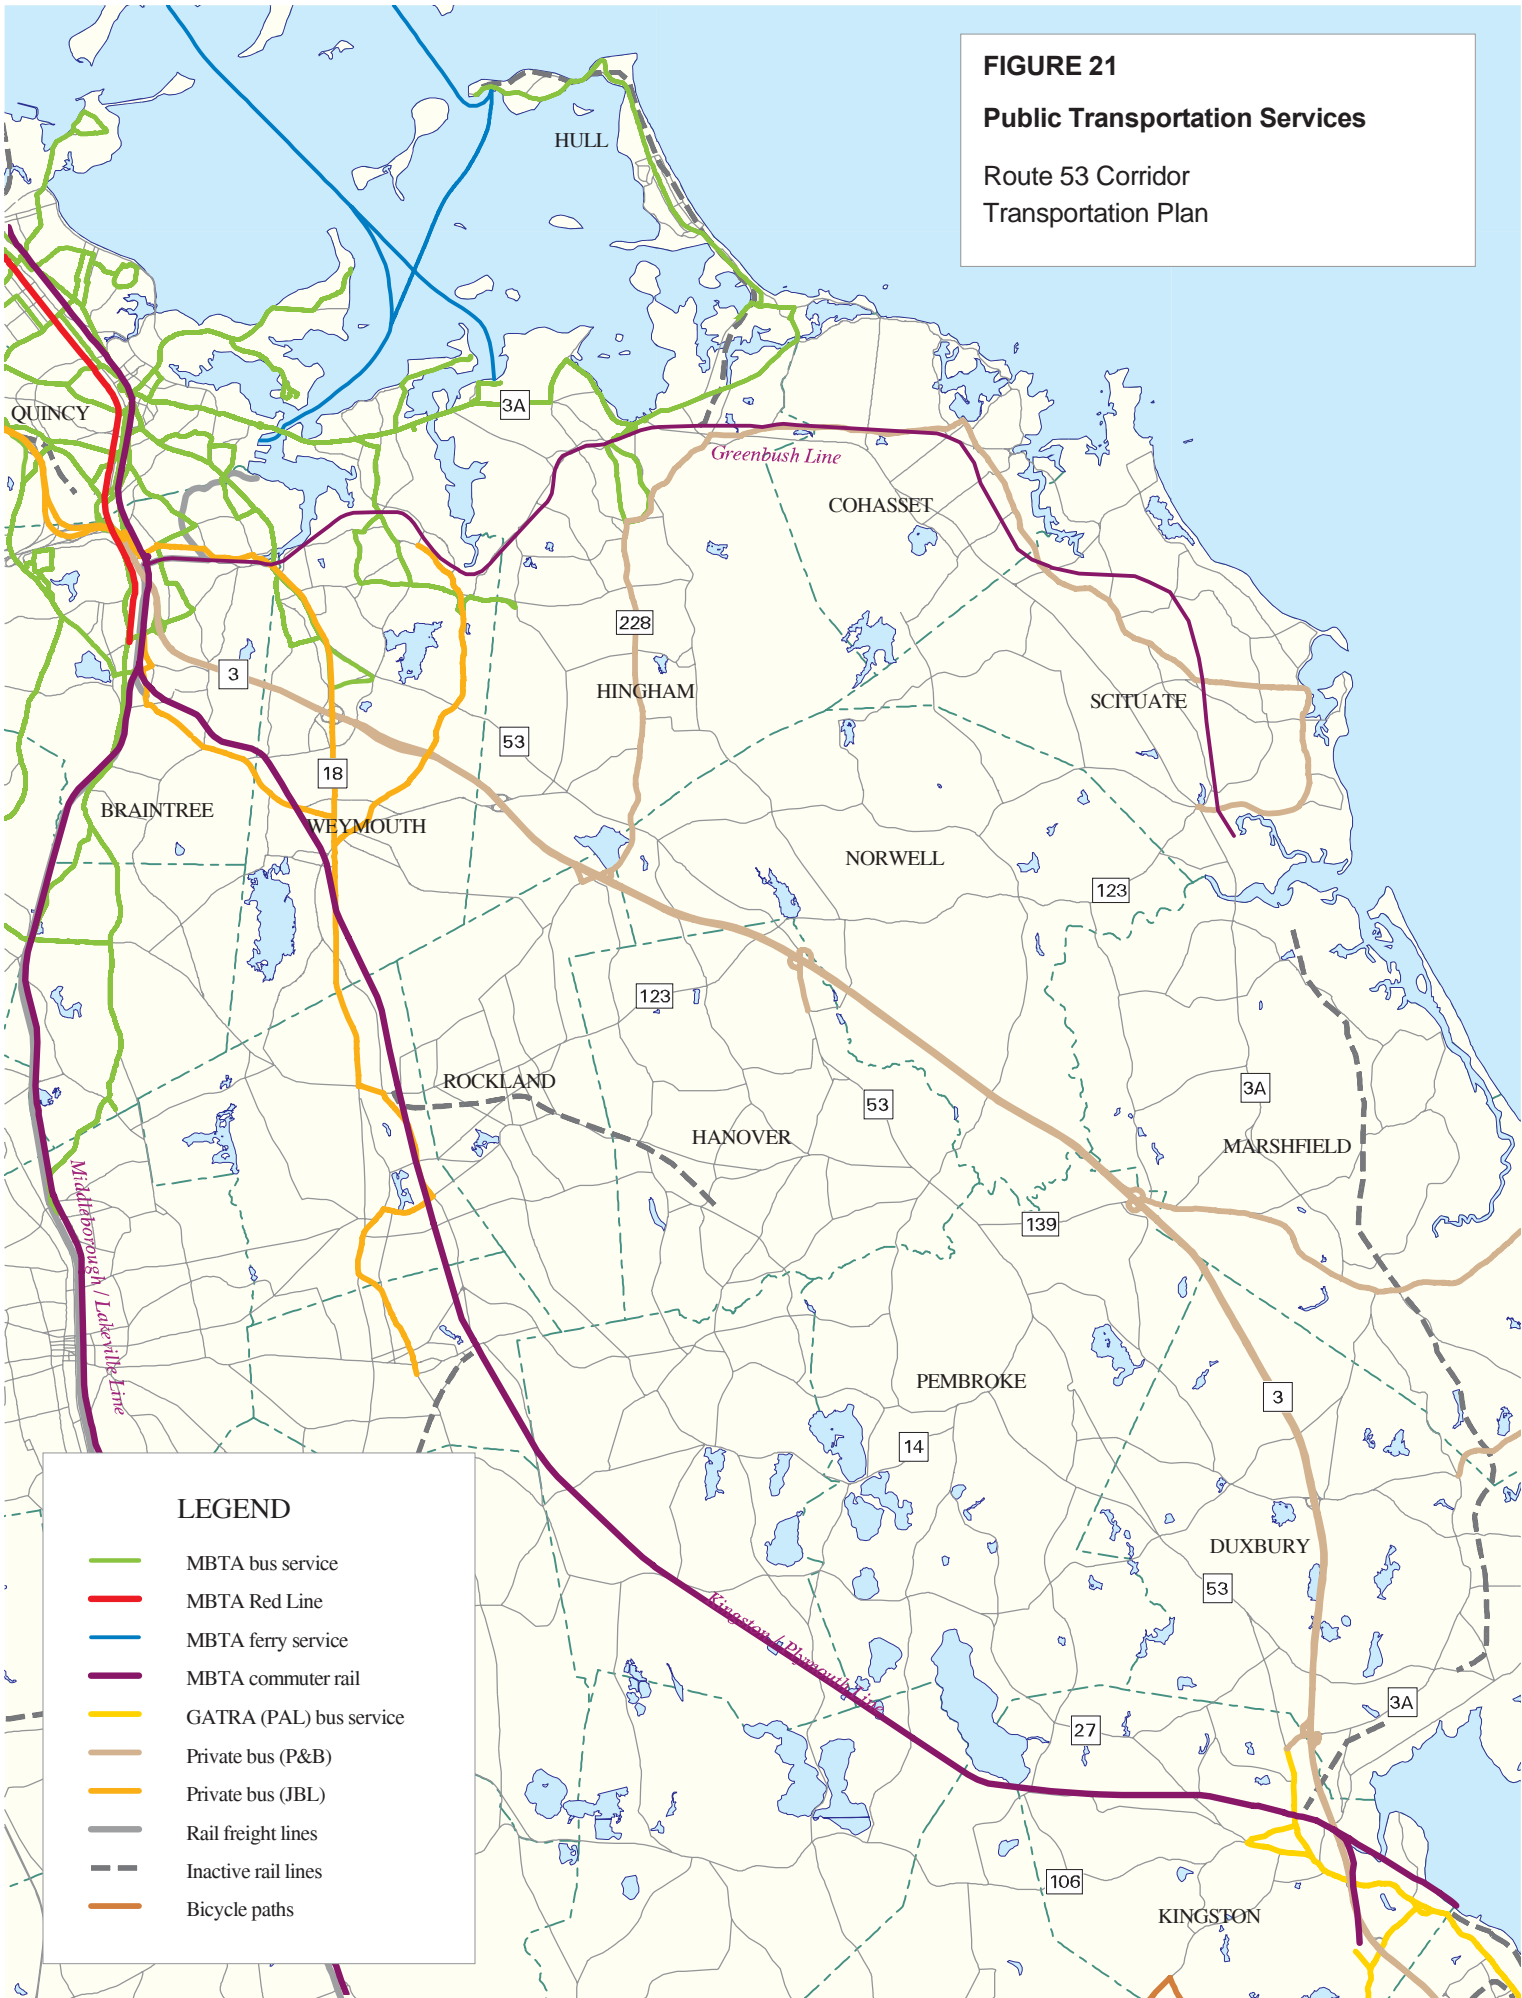 FIGURE 21
Public Transportation Services
Route 53 Corridor
Transportation Plan
HULL
QUINCY
3A
Greenbush Line
COHASSET
228
3
HINGHAM
SCITUATE
53
18
BRAINTREE
WEYMOUTH
NORWELL
123
123
ROCKLAND
3A
53
HANOVER
MARSHFIELD
Middleborough / Lakeville Line
139
PEMBROKE
3
14
DUXBURY
53
Kingston / Plymouth Line
3A
27
106
KINGSTON
LEGEND
MBTA bus service
MBTA Red Line
MBTA ferry service
MBTA commuter rail
GATRA (PAL) bus service
Private bus (P&B)
Private bus (JBL)
Rail freight lines
Inactive rail lines
Bicycle paths